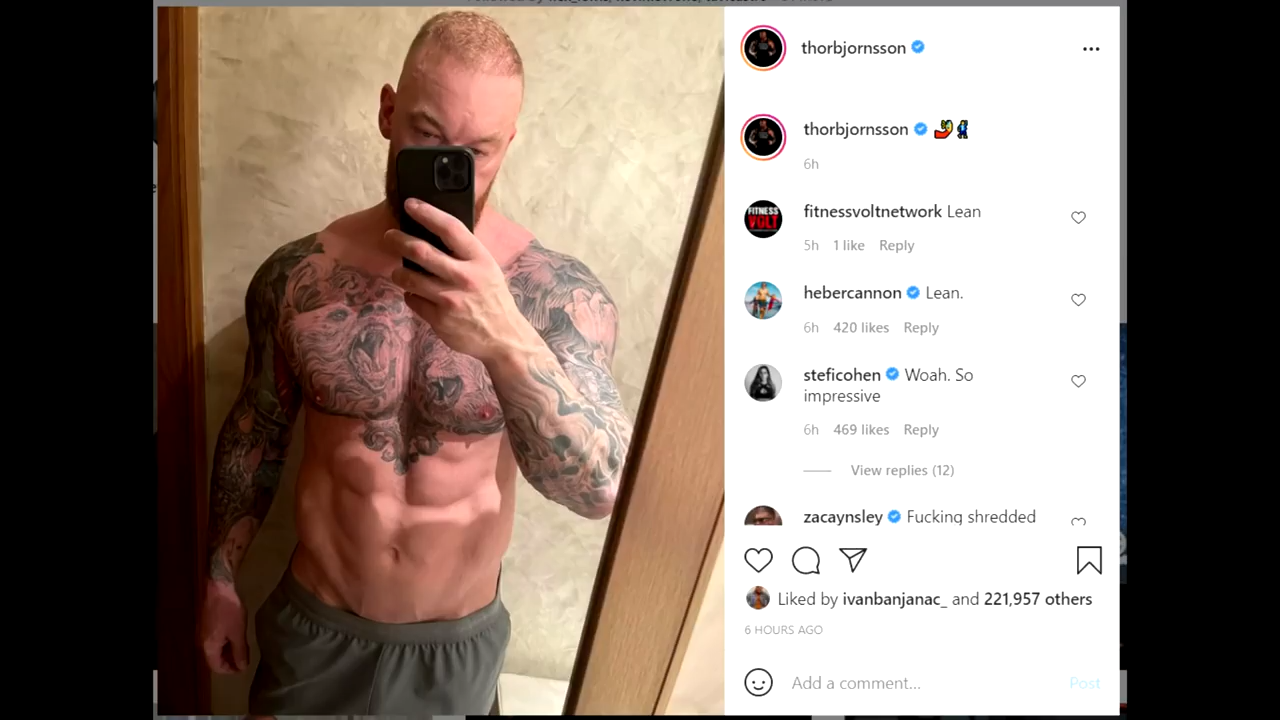 thorbjornsson
thorbjornsson
6h
FITNESS
VOLT
fitnessvoltnetwork Lean
5h 1 like Reply
hebercannon Lean.
6h 420 likes Reply
steficohen Woah. So
impressive
6h 469 likes Reply
View replies (12)
zacaynsley Fucking shredded
Liked by ivanbanjanac_ and 221,957 others
6 HOURS AGO
Add a comment... Post